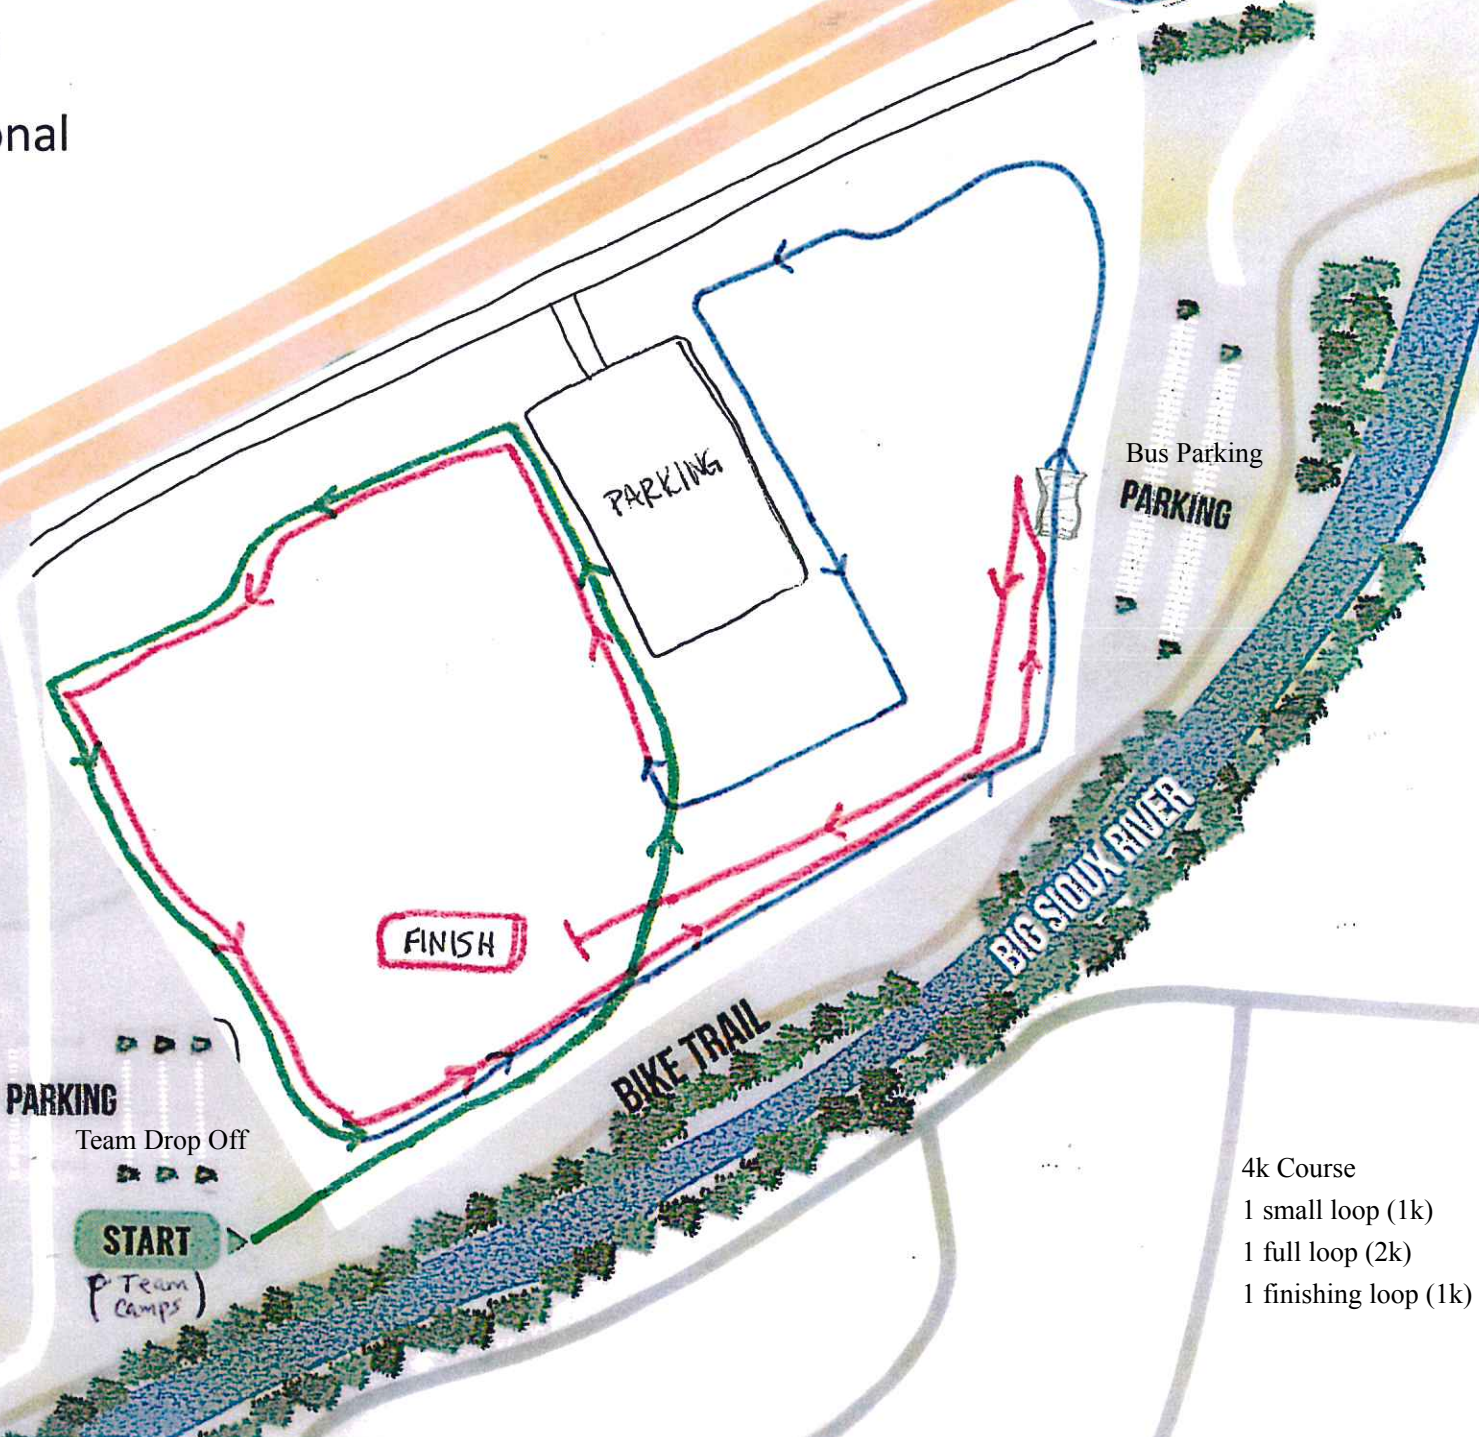 onal
PARKING
Bus Parking
PARKING
FINISH
BIG SIOUX RIVER
BIKE TRAIL
PARKING
Team Drop Off
START
Team
Camps
4k Course
1 small loop (1k)
1 full loop (2k)
1 finishing loop (1k)